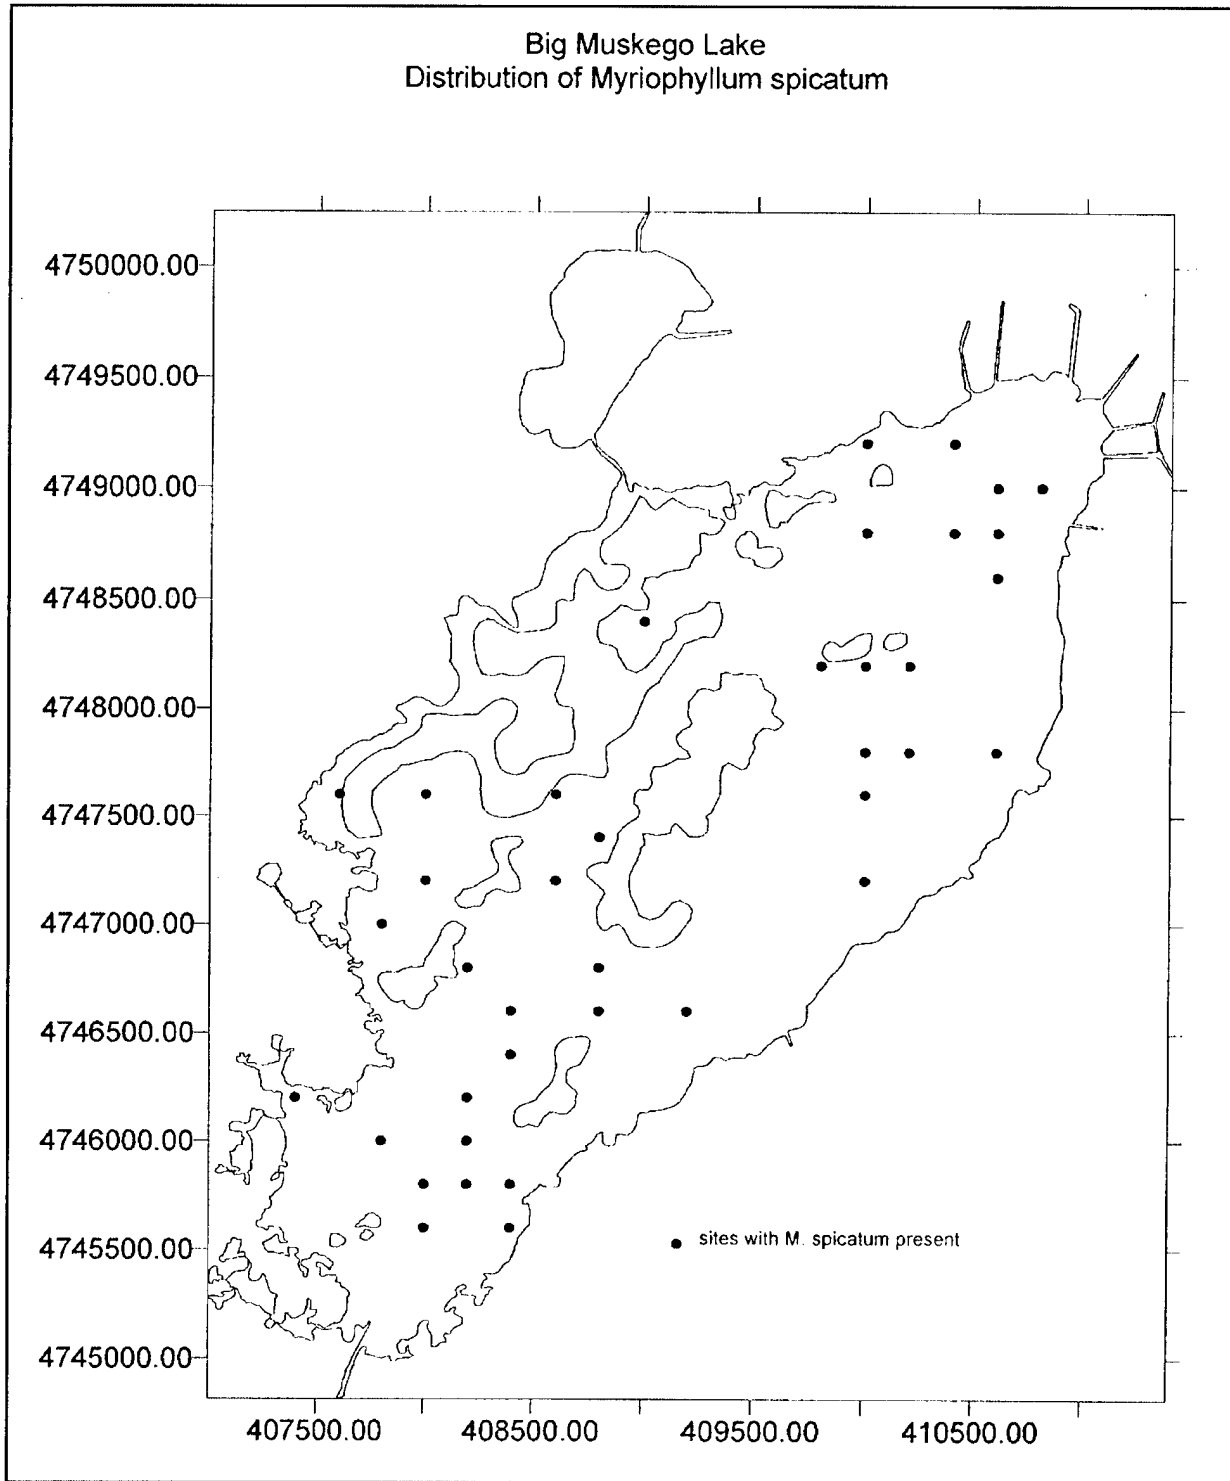 Big Muskego Lake
Distribution of Myriophyllum spicatum
4750000.00
4749500.00
4749000.00
4748500.00
4748000.00
4747500.00
4747000.00
4746500.00
4746000.00
4745500.00
4745000.00
sites with M. spicatum present
407500.00 408500.00 409500.00 410500.00